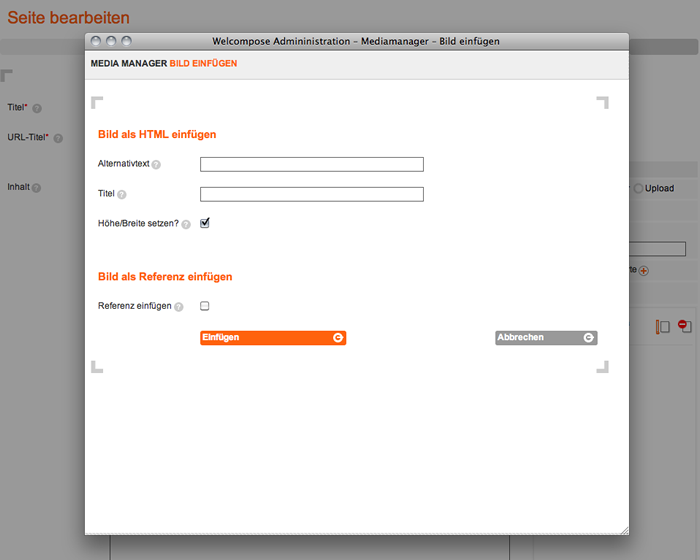 Seite bearbeiten
Welcompose Admininistration – Mediamanager – Bild einfügen
MEDIA MANAGER BILD EINFÜGEN
Titel* ?
URL-Titel* ?
Inhalt ?
Upload
te
Bild als HTML einfügen
Alternativtext ?
Titel ?
Höhe/Breite setzen? ?
Bild als Referenz einfügen
Referenz einfügen ?
Einfügen
Abbrechen